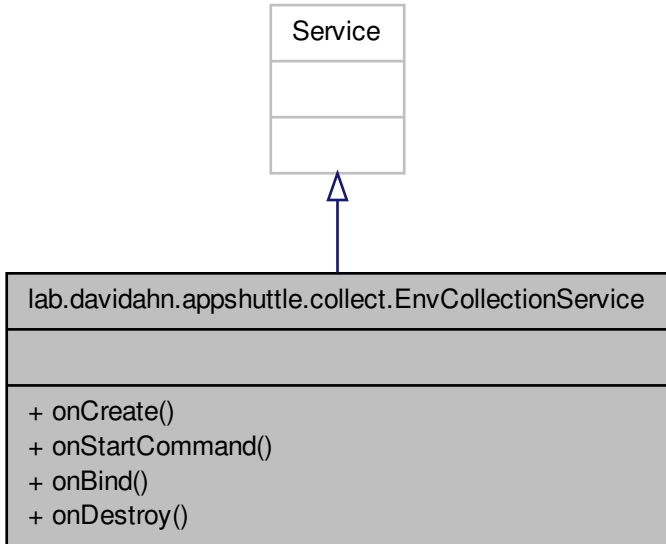 Service
lab.davidahn.appshuttle.collect.EnvCollectionService
+ onCreate()
+ onStartCommand()
+ onBind()
+ onDestroy()